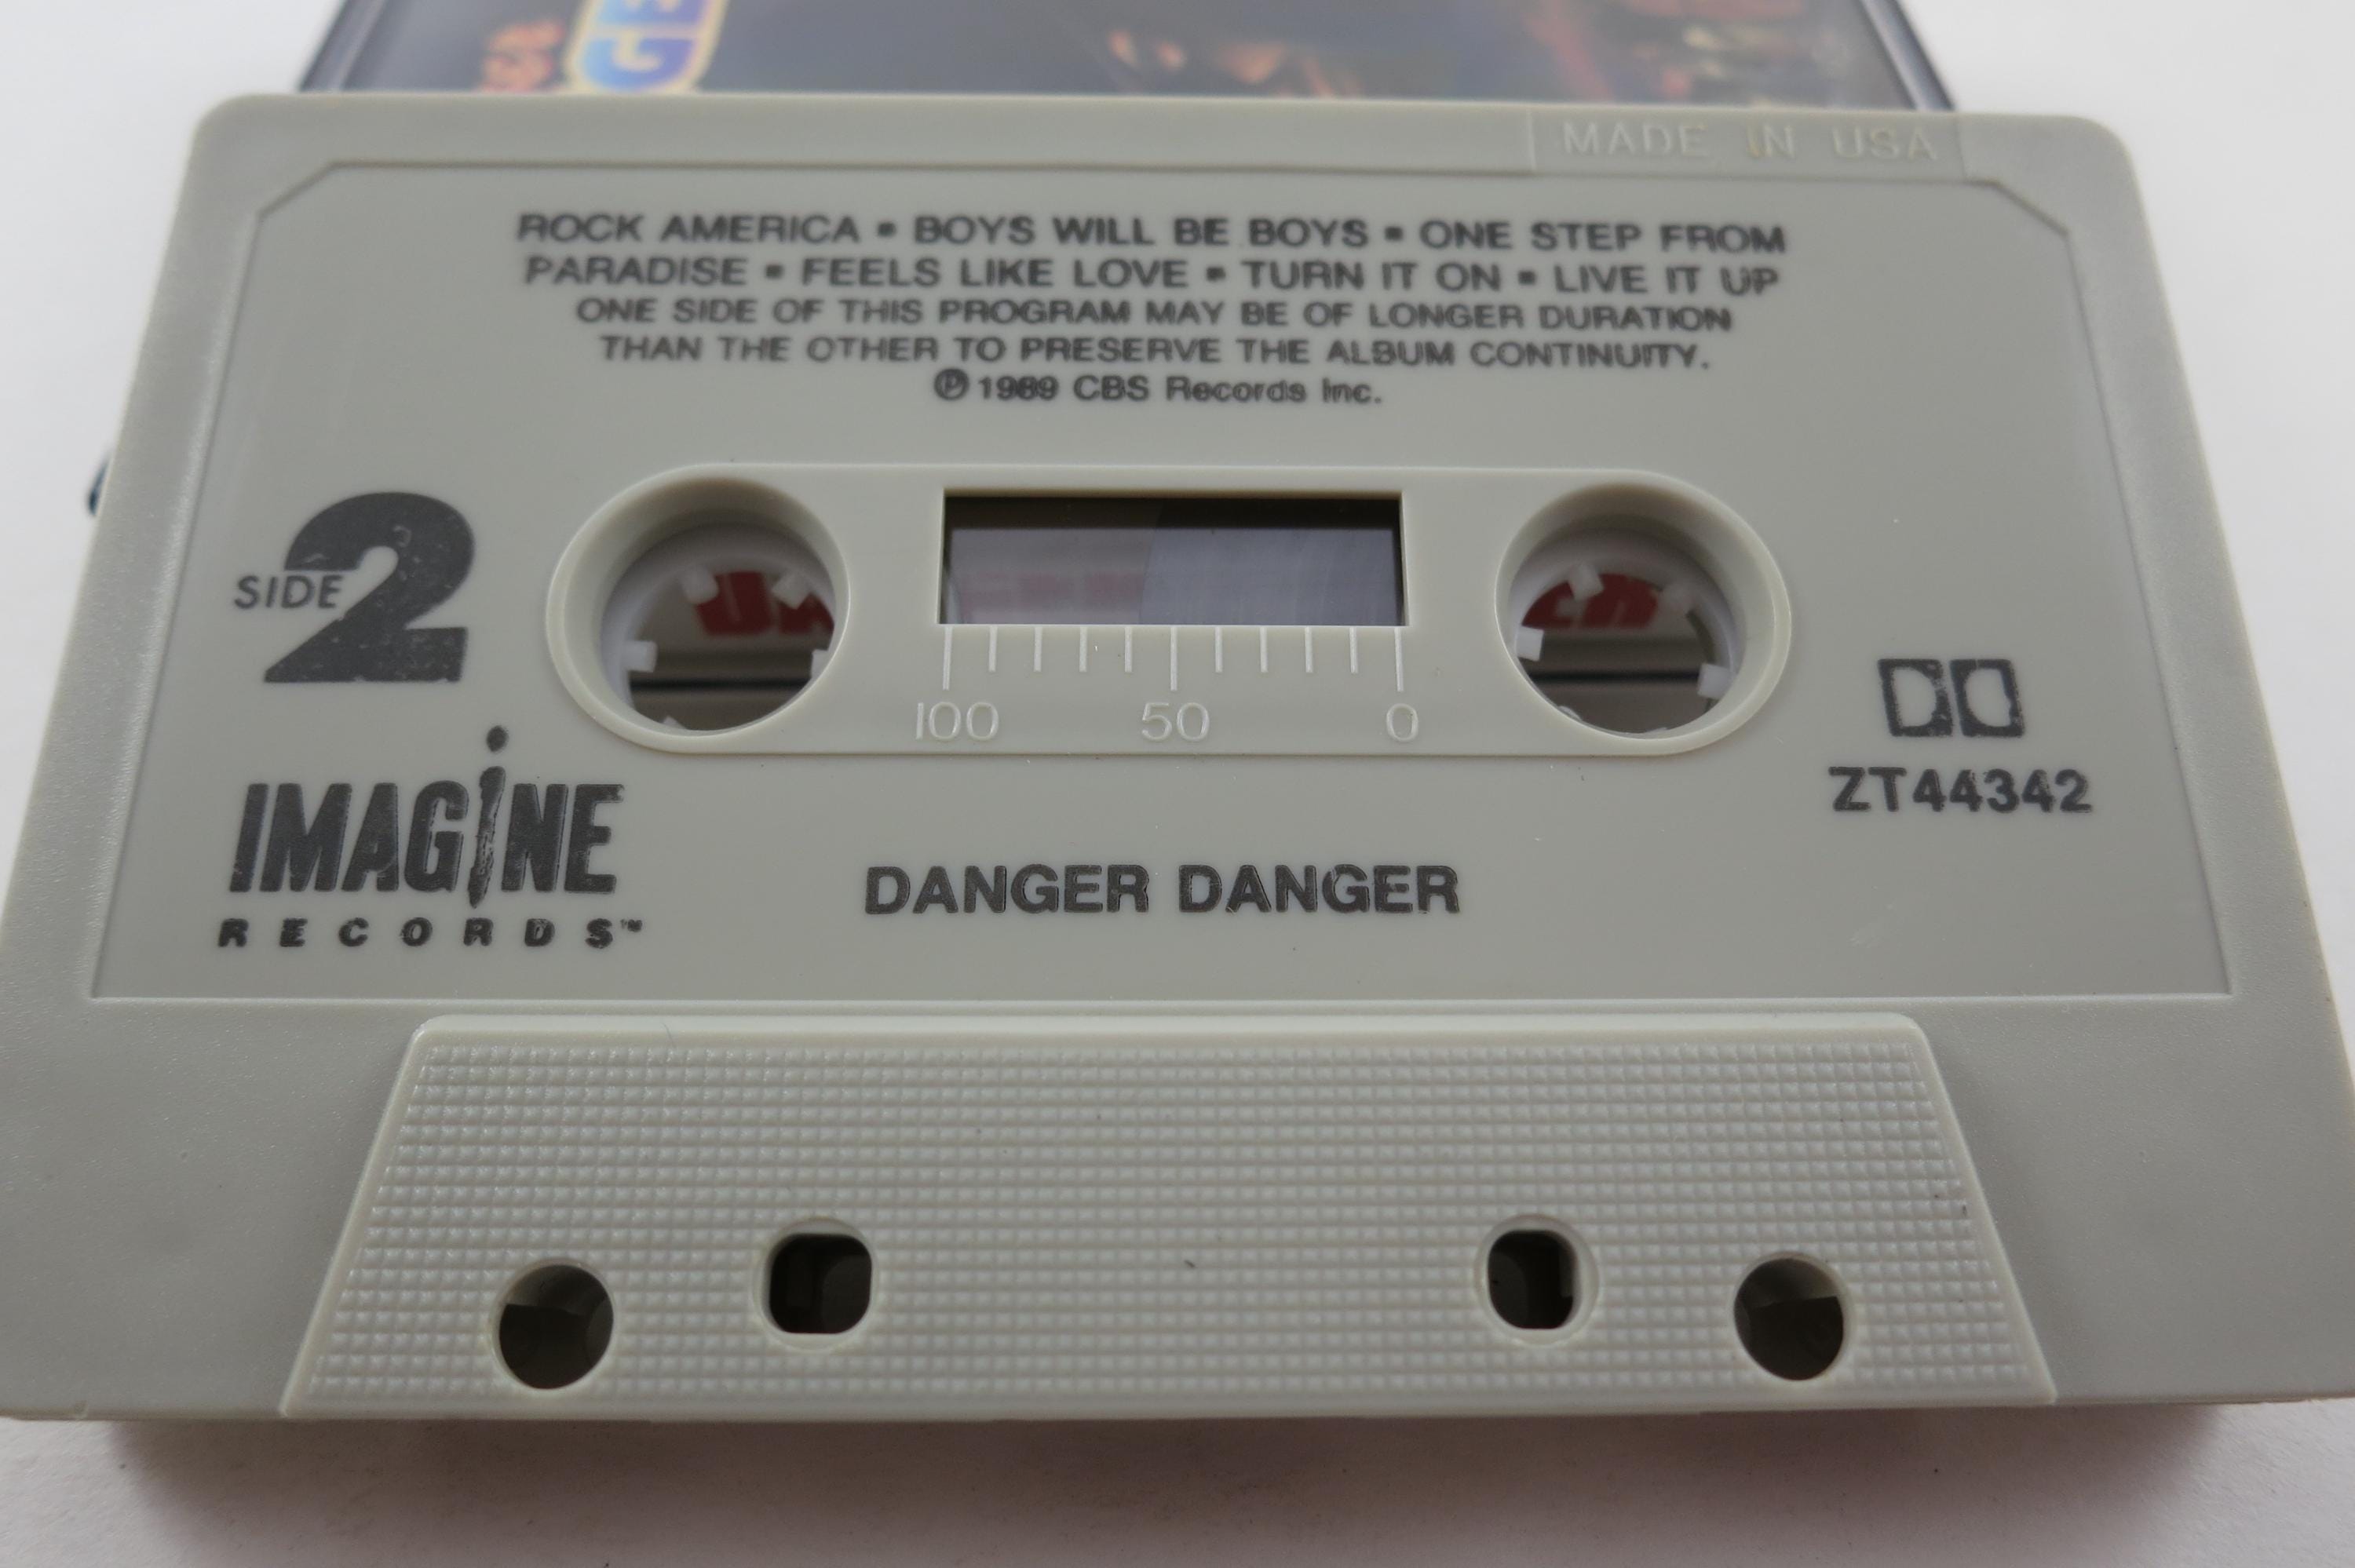 GE
MADE IN USA
ROCK AMERICA ▪ BOYS WILL BE BOYS ▪ ONE STEP FROM
PARADISE ▪ FEELS LIKE LOVE ▪ TURN IT ON ▪ LIVE IT UP
ONE SIDE OF THIS PROGRAM MAY BE OF LONGER DURATION
THAN THE OTHER TO PRESERVE THE ALBUM CONTINUITY.
℗ 1989 CBS Records Inc.
SIDE 2
100 50 0
IMAGiNE
RECORDS™
ZT44342
DANGER DANGER